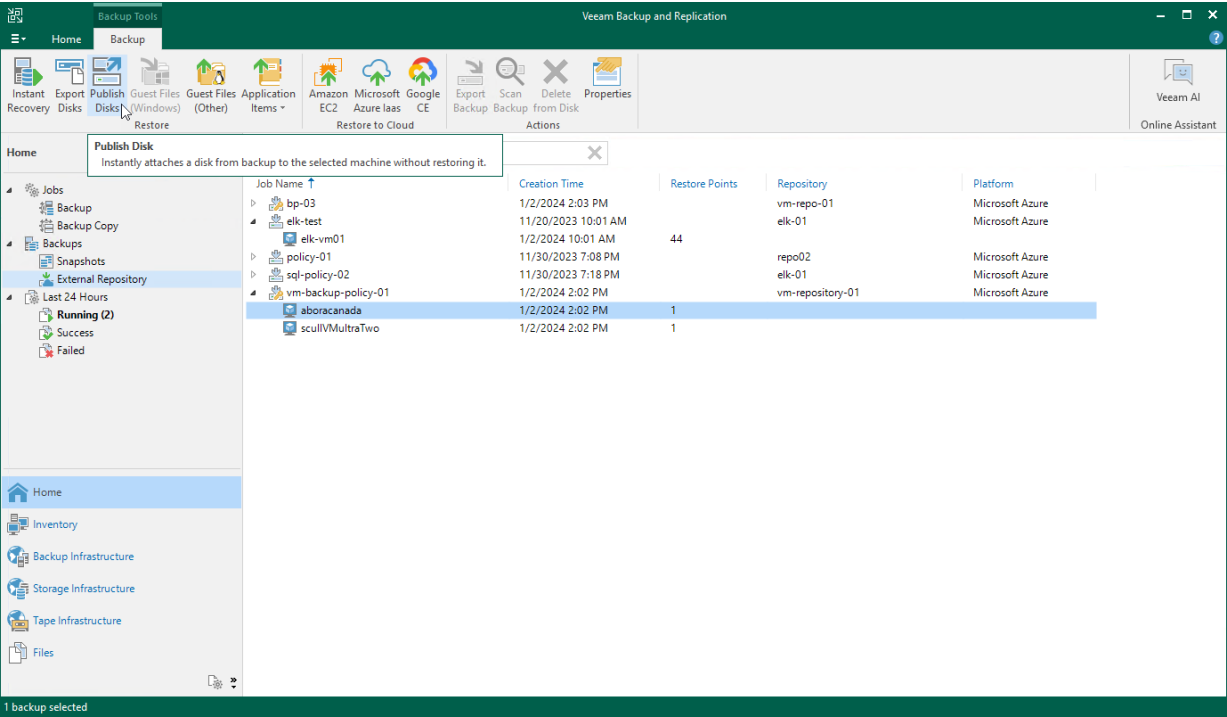 Backup Tools
Veeam Backup and Replication
Home Backup
Instant Recovery
Export Disks
Publish Disks
Guest Files (Windows)
Guest Files (Other)
Application Items
Amazon EC2
Microsoft Azure Iaas
Google CE
Export Backup
Scan Backup
Delete from Disk
Properties
Veeam AI
Restore
Restore to Cloud
Actions
Online Assistant
Home
Publish Disk
Instantly attaches a disk from backup to the selected machine without restoring it.
Jobs
Backup
Backup Copy
Backups
Snapshots
External Repository
Last 24 Hours
Running (2)
Success
Failed
Job Name Creation Time Restore Points Repository Platform
bp-03 1/2/2024 2:03 PM vm-repo-01 Microsoft Azure
elk-test 11/20/2023 10:01 AM elk-01 Microsoft Azure
elk-vm01 1/2/2024 10:01 AM 44
policy-01 11/30/2023 7:08 PM repo02 Microsoft Azure
sql-policy-02 11/30/2023 7:18 PM elk-01 Microsoft Azure
vm-backup-policy-01 1/2/2024 2:02 PM vm-repository-01 Microsoft Azure
aboracanada 1/2/2024 2:02 PM 1
scullVMultraTwo 1/2/2024 2:02 PM 1
Home
Inventory
Backup Infrastructure
Storage Infrastructure
Tape Infrastructure
Files
1 backup selected